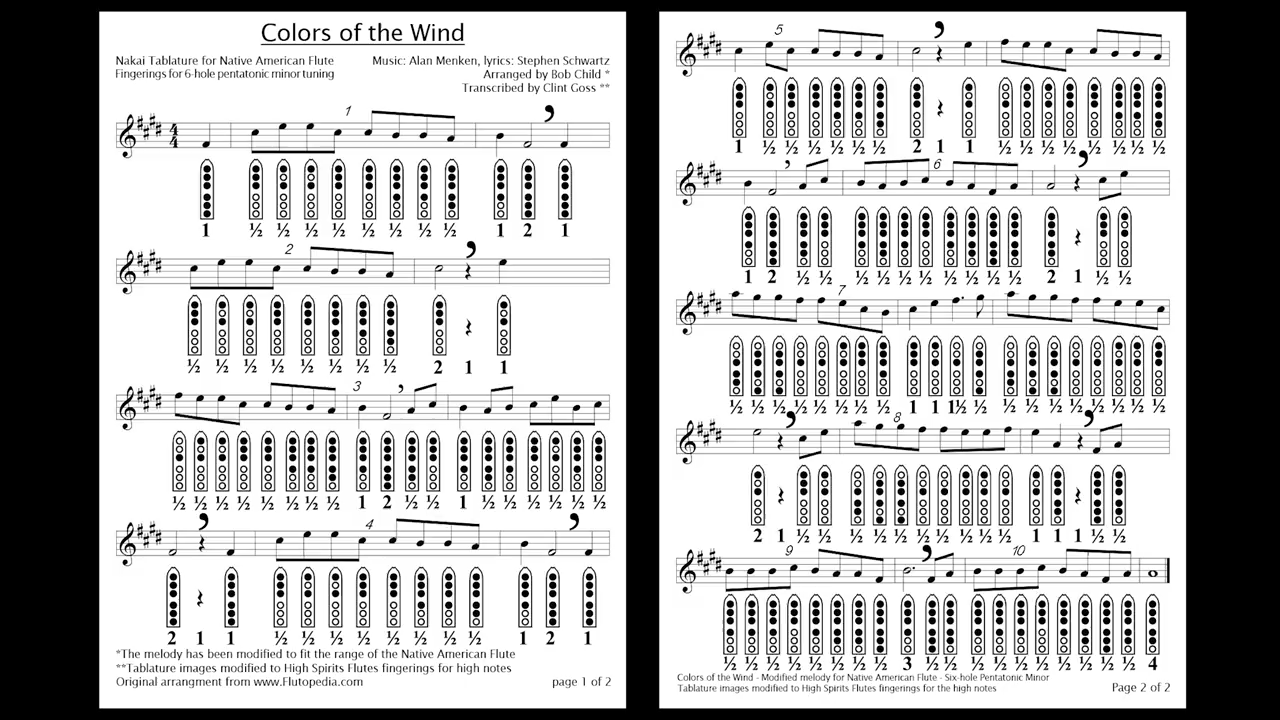 Colors of the Wind
Nakai Tablature for Native American Flute
Fingerings for 6-hole pentatonic minor tuning
Music: Alan Menken, lyrics: Stephen Schwartz
Arranged by Bob Child *
Transcribed by Clint Goss **
1
4
4
1 ½ ½ ½ ½ ½ ½ ½ ½ 1 2 1
2
½ ½ ½ ½ ½ ½ ½ ½ 2 1 1
3
½ ½ ½ ½ ½ ½ ½ ½ 1 2 ½ ½ 1 ½ ½ ½ ½ ½ ½
4
2 1 1 ½ ½ ½ ½ ½ ½ ½ ½ 1 2 1
*The melody has been modified to fit the range of the Native American Flute
**Tablature images modified to High Spirits Flutes fingerings for high notes
Original arrangment from www.Flutopedia.com
page 1 of 2
5
1 ½ ½ ½ ½ ½ ½ 2 1 1 ½ ½ ½ ½ ½ ½ ½ ½
6
1 2 ½ ½ ½ ½ ½ ½ ½ ½ ½ ½ 2 1 ½ ½
7
½ ½ ½ ½ ½ ½ ½ ½ 1 1 1½ ½ ½ ½ ½ ½ ½ ½ ½ ½
8
2 1 ½ ½ ½ ½ ½ ½ ½ ½ ½ ½ 1 1 1 ½ ½
9 10
½ ½ ½ ½ ½ ½ ½ ½ 3 ½ ½ ½ ½ ½ ½ ½ ½ ½ ½ 4
Colors of the Wind - Modified melody for Native American Flute - Six-hole Pentatonic Minor
Tablature images modified to High Spirits Flutes fingerings for the high notes
Page 2 of 2